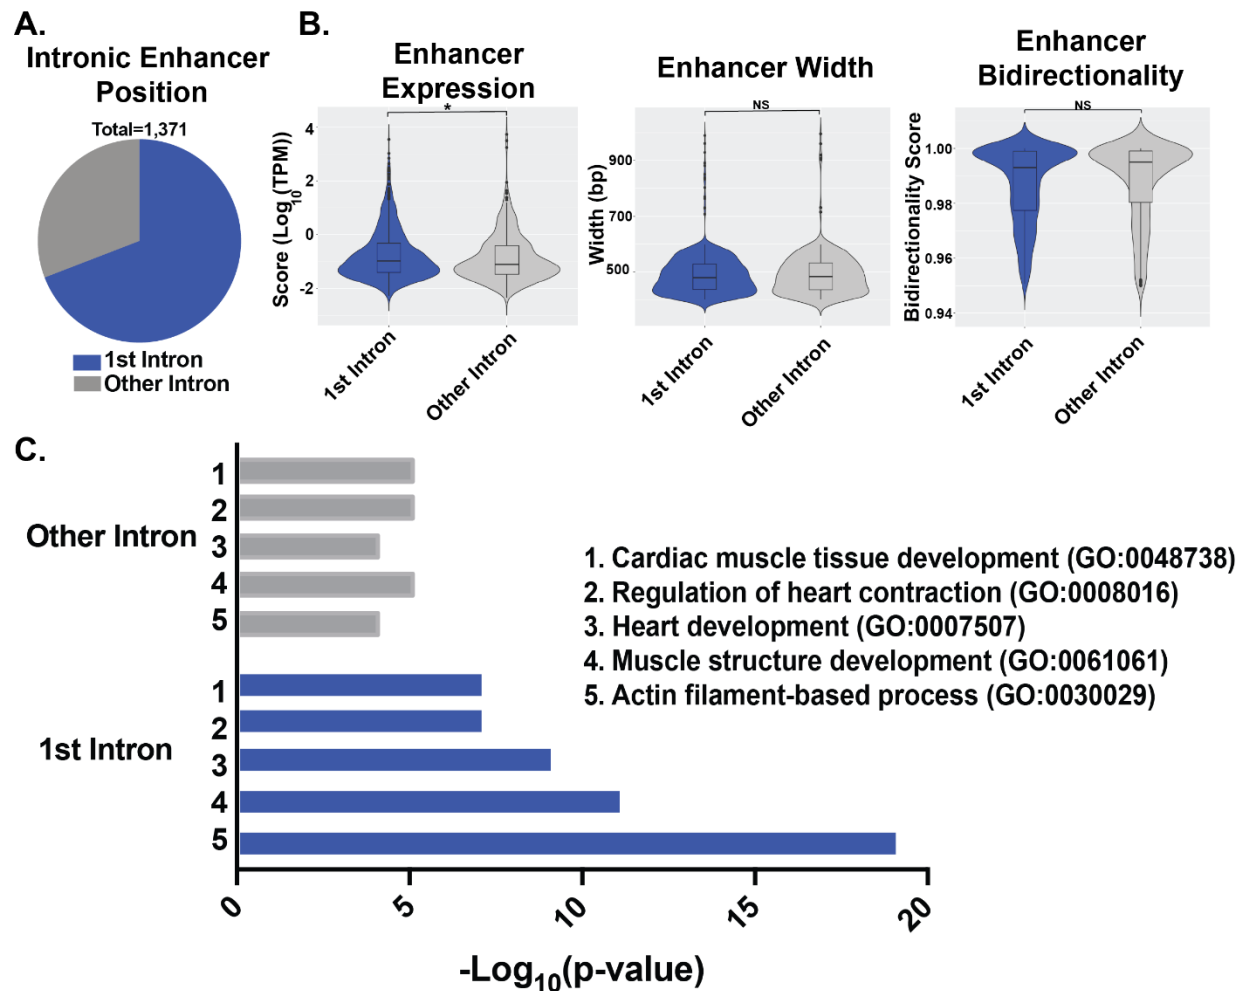 A.
Intronic Enhancer
Position
Total=1,371
1st Intron
Other Intron
B.
Enhancer
Expression
*
Score (Log10(TPM))
4
2
0
-2
1st Intron
Other Intron
Enhancer Width
NS
Width (bp)
900
700
500
1st Intron
Other Intron
Enhancer
Bidirectionality
NS
Bidirectionality Score
1.00
0.98
0.96
0.94
1st Intron
Other Intron
C.
Other Intron
1
2
3
4
5
1st Intron
1
2
3
4
5
1. Cardiac muscle tissue development (GO:0048738)
2. Regulation of heart contraction (GO:0008016)
3. Heart development (GO:0007507)
4. Muscle structure development (GO:0061061)
5. Actin filament-based process (GO:0030029)
0
5
10
15
20
-Log10(p-value)